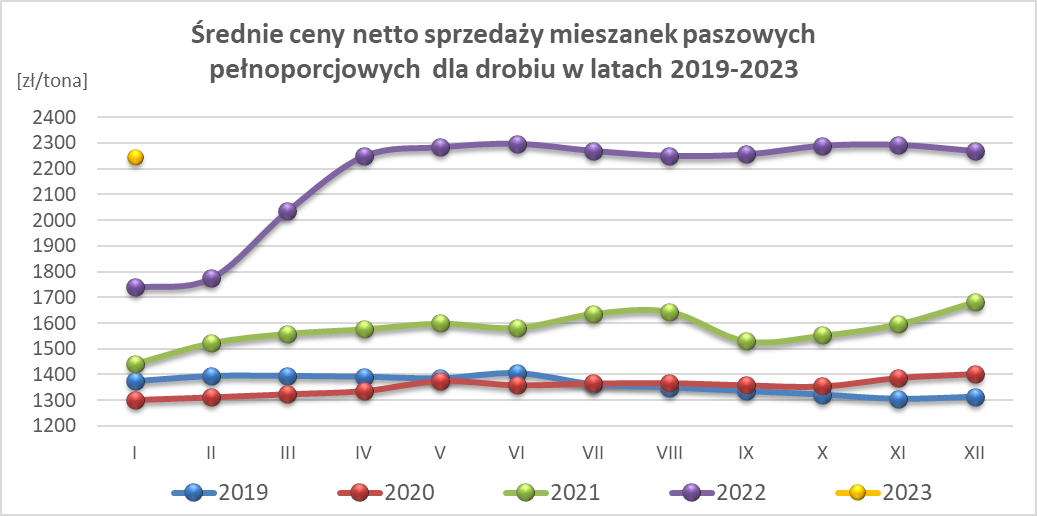 Średnie ceny netto sprzedaży mieszanek paszowych
pełnoporcjowych dla drobiu w latach 2019-2023
[zł/tona]
2400
2300
2200
2100
2000
1900
1800
1700
1600
1500
1400
1300
1200
I II III IV V VI VII VIII IX X XI XII
2019 2020 2021 2022 2023